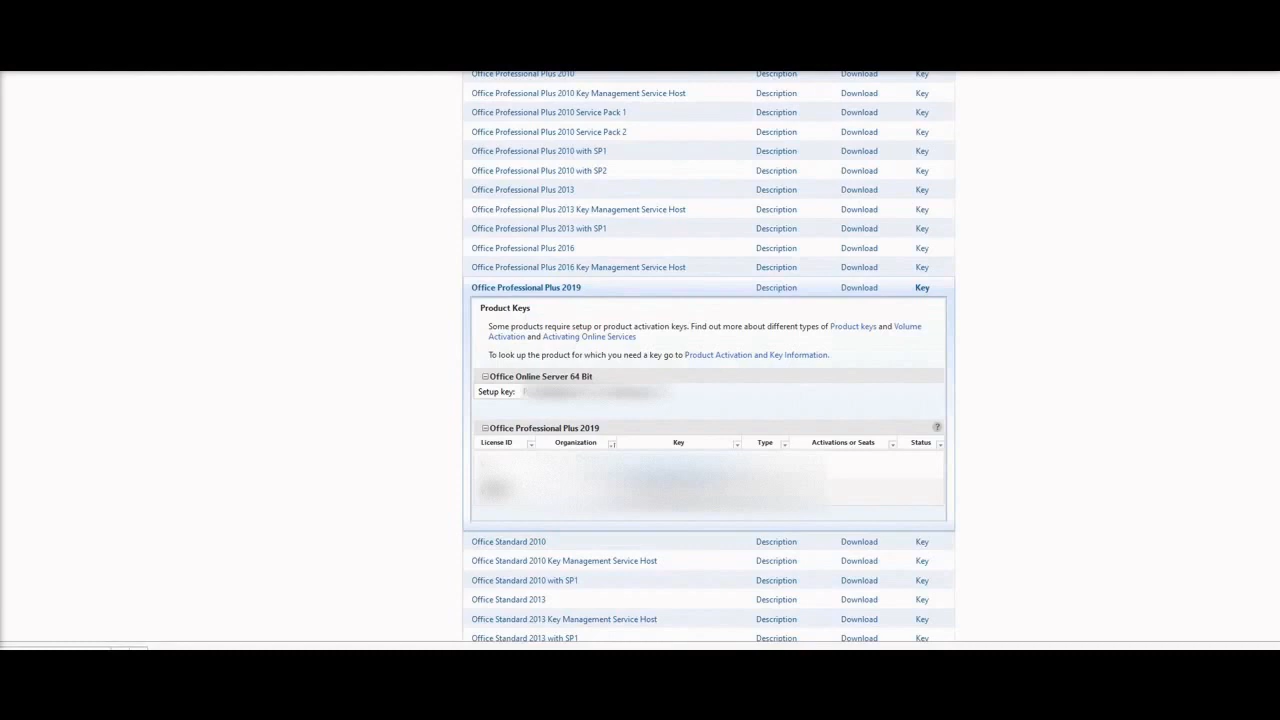 Office Professional Plus 2010 Description Download Key
Office Professional Plus 2010 Key Management Service Host Description Download Key
Office Professional Plus 2010 Service Pack 1 Description Download Key
Office Professional Plus 2010 Service Pack 2 Description Download Key
Office Professional Plus 2010 with SP1 Description Download Key
Office Professional Plus 2010 with SP2 Description Download Key
Office Professional Plus 2013 Description Download Key
Office Professional Plus 2013 Key Management Service Host Description Download Key
Office Professional Plus 2013 with SP1 Description Download Key
Office Professional Plus 2016 Description Download Key
Office Professional Plus 2016 Key Management Service Host Description Download Key
Office Professional Plus 2019 Description Download Key
Product Keys
Some products require setup or product activation keys. Find out more about different types of Product keys and Volume
Activation and Activating Online Services
To look up the product for which you need a key go to Product Activation and Key Information.
Office Online Server 64 Bit
Setup key:
Office Professional Plus 2019 ?
License ID Organization Key Type Activations or Seats Status
Office Standard 2010 Description Download Key
Office Standard 2010 Key Management Service Host Description Download Key
Office Standard 2010 with SP1 Description Download Key
Office Standard 2013 Description Download Key
Office Standard 2013 Key Management Service Host Description Download Key
Office Standard 2013 with SP1 Description Download Key